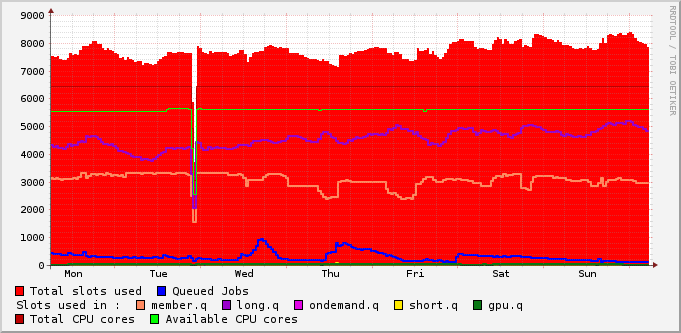 RRDTOOL / TOBI OETIKER
9000
8000
7000
6000
5000
4000
3000
2000
1000
0
Mon Tue Wed Thu Fri Sat Sun
Total slots used Queued Jobs
Slots used in : member.q long.q ondemand.q short.q gpu.q
Total CPU cores Available CPU cores